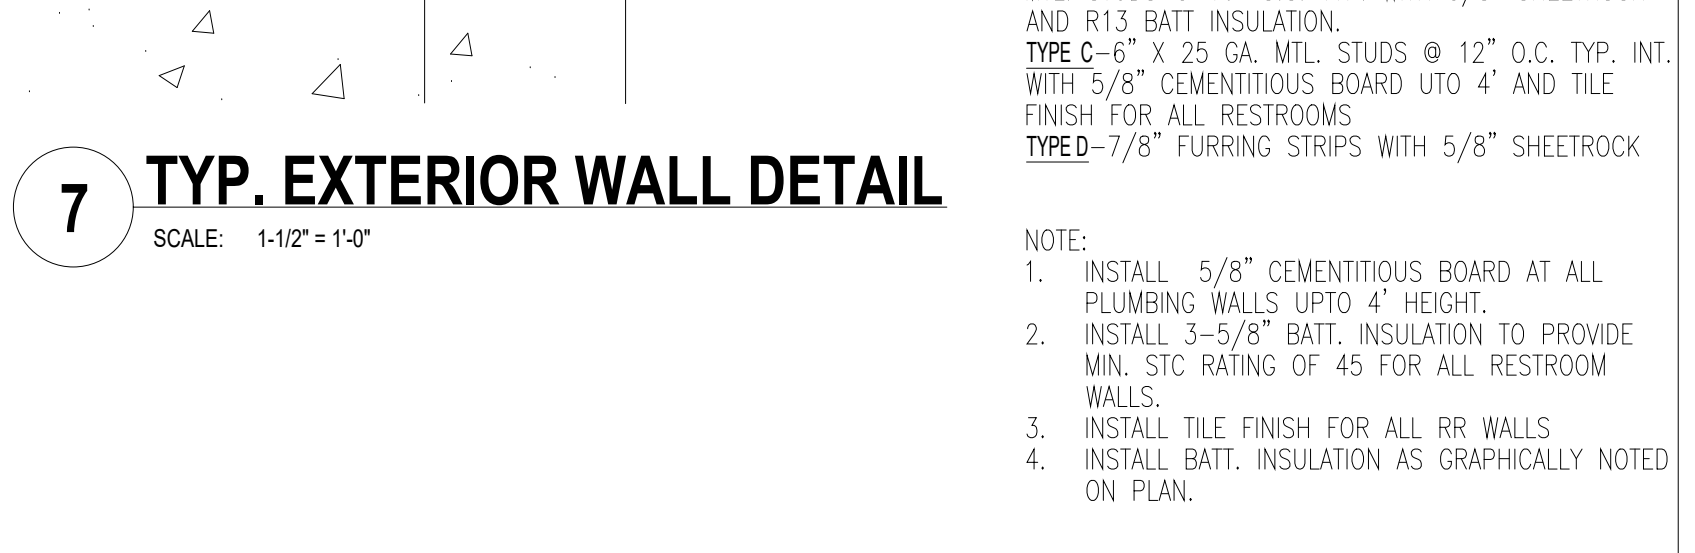 7
TYP. EXTERIOR WALL DETAIL
SCALE: 1-1/2" = 1'-0"
AND R13 BATT INSULATION.
TYPE C-6" X 25 GA. MTL. STUDS @ 12" O.C. TYP. INT.
WITH 5/8" CEMENTITIOUS BOARD UTO 4' AND TILE
FINISH FOR ALL RESTROOMS
TYPE D-7/8" FURRING STRIPS WITH 5/8" SHEETROCK
NOTE:
1. INSTALL 5/8" CEMENTITIOUS BOARD AT ALL
PLUMBING WALLS UPTO 4' HEIGHT.
2. INSTALL 3-5/8" BATT. INSULATION TO PROVIDE
MIN. STC RATING OF 45 FOR ALL RESTROOM
WALLS.
3. INSTALL TILE FINISH FOR ALL RR WALLS
4. INSTALL BATT. INSULATION AS GRAPHICALLY NOTED
ON PLAN.